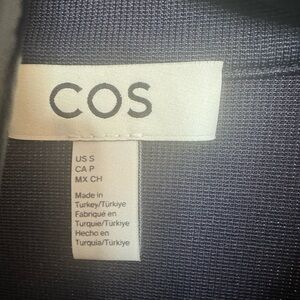 COS
US S
CA P
MX CH
Made in
Turkey/Türkiye
Fabriqué en
Turquie/Türkiye
Hecho en
Turquía/Türkiye